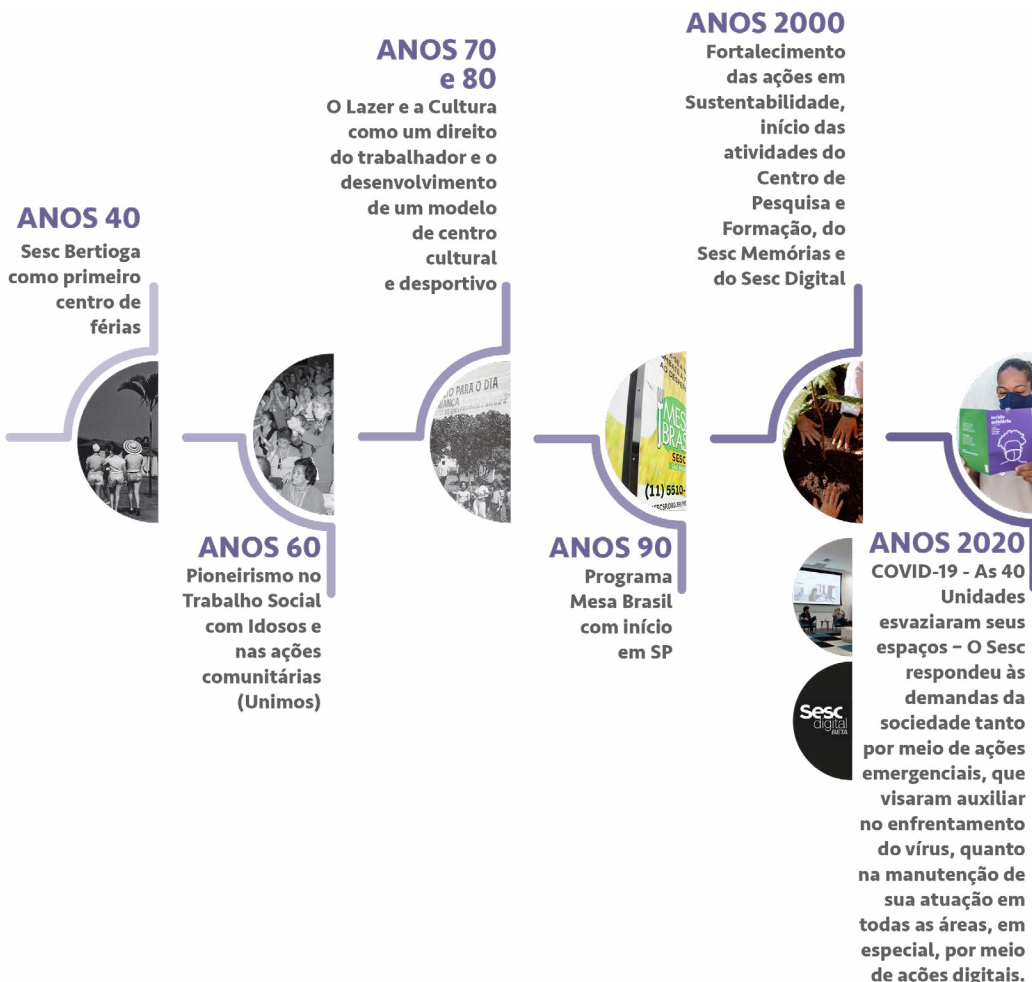 ANOS 40
Sesc Bertioga
como primeiro
centro de
férias
ANOS 60
Pioneirismo no
Trabalho Social
com Idosos e
nas ações
comunitárias
(Unimos)
ANOS 70
e 80
O Lazer e a Cultura
como um direito
do trabalhador e o
desenvolvimento
de um modelo
de centro
cultural
e desportivo
IO PARA O DIA
ANOS 90
Programa
Mesa Brasil
com início
em SP
MESA
BRAS
SESC
(11) 5510-
ANOS 2000
Fortalecimento
das ações em
Sustentabilidade,
início das
atividades do
Centro de
Pesquisa e
Formação, do
Sesc Memórias e
do Sesc Digital
Sesc
digital
BETA
ANOS 2020
COVID-19 - As 40
Unidades
esvaziaram seus
espaços – O Sesc
respondeu às
demandas da
sociedade tanto
por meio de ações
emergenciais, que
visaram auxiliar
no enfrentamento
do vírus, quanto
na manutenção de
sua atuação em
todas as áreas, em
especial, por meio
de ações digitais.